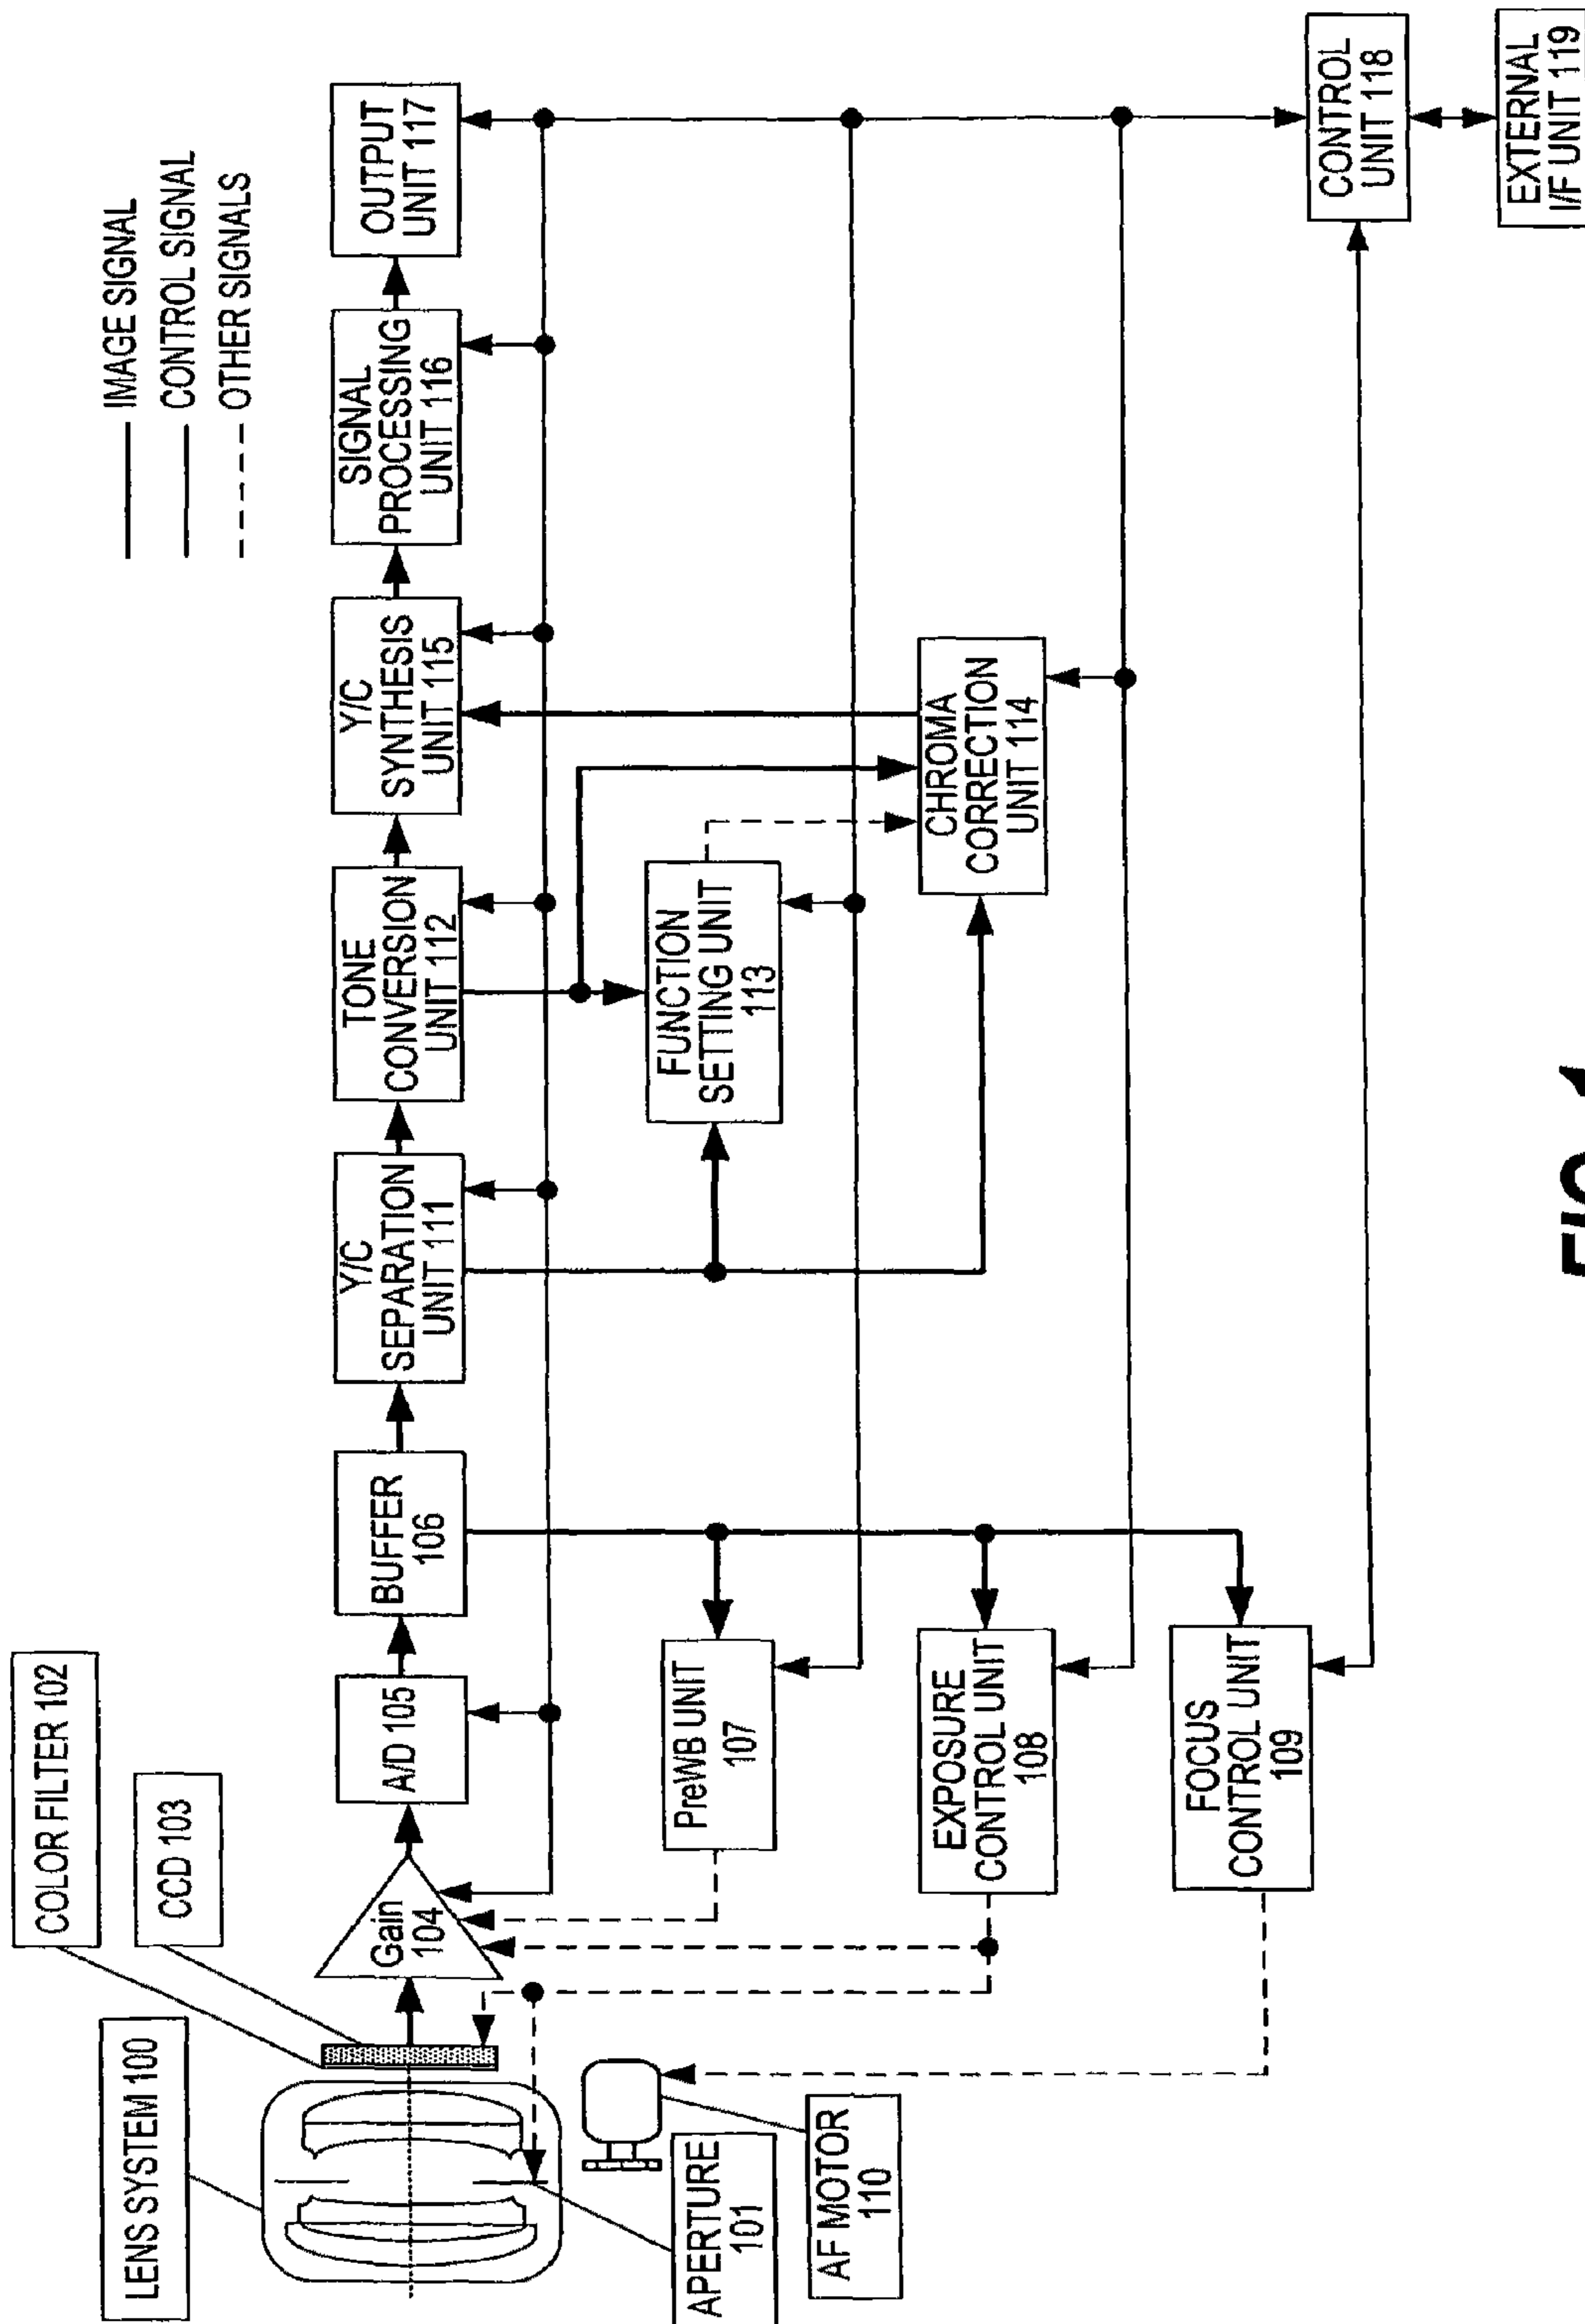 IMAGE SIGNAL
CONTROL SIGNAL
OTHER SIGNALS
COLOR FILTER 102
CCD 103
LENS SYSTEM 100
Gain
104
A/D 105
BUFFER
106
Y/C
SEPARATION
UNIT 111
TONE
CONVERSION
UNIT 112
Y/C
SYNTHESIS
UNIT 115
SIGNAL
PROCESSING
UNIT 116
OUTPUT
UNIT 117
APERTURE
101
AF MOTOR
110
PreWB UNIT
107
FUNCTION
SETTING UNIT
113
EXPOSURE
CONTROL UNIT
108
CHROMA
CORRECTION
UNIT 114
FOCUS
CONTROL UNIT
109
CONTROL
UNIT 118
EXTERNAL
I/F UNIT 119